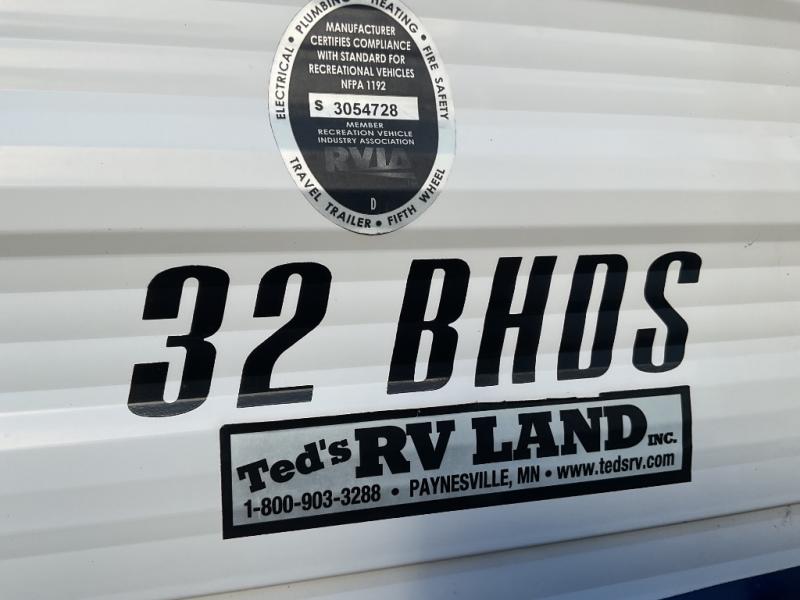 ELECTRICAL • PLUMBING • HEATING • FIRE SAFETY
MANUFACTURER
CERTIFIES COMPLIANCE
WITH STANDARD FOR
RECREATIONAL VEHICLES
NFPA 1192
S 3054728
MEMBER
RECREATION VEHICLE
INDUSTRY ASSOCIATION
RVIA
D
TRAVEL TRAILER • FIFTH WHEEL
32 BHDS
Ted's RV LAND INC.
1-800-903-3288 • PAYNESVILLE, MN • www.tedsrv.com